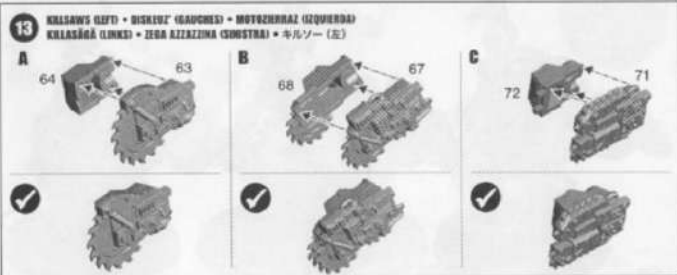 13
KILLSAWS (LEFT) • DISKEUZ' (GAUCHES) • MOTOZIERRAZ (IZQUIERDA)
KILLASÄGÄ (LINKS) • ZEGA AZZAZZINA (SINISTRA) • キルソー (左)
A B C
64 63 68 67 72 71